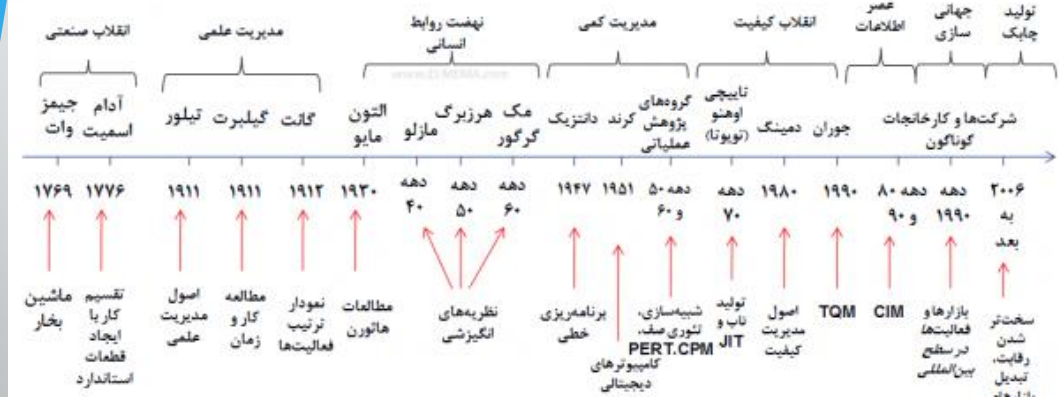 انقلاب صنعتی
مدیریت علمی
نهضت روابط
انسانی
مدیریت کمی
انقلاب کیفیت
عصر
اطلاعات
جهانی
سازی
تولید
چابک
جیمز
وات
آدام
اسمیت
تیلور
گیلبرت
گانت
التون
مایو
مازلو
هرزبرگ
مک
گرگور
دانتزیک
کرند
گروه‌های
پژوهش
عملیاتی
تاییچی
اوهنو
(تویوتا)
دمینگ
جوران
شرکت‌ها و کارخانجات
گوناگون
۱۷۶۹
۱۷۷۶
۱۹۱۱
۱۹۱۱
۱۹۱۲
۱۹۳۰
دهه
۴۰
دهه
۵۰
دهه
۶۰
۱۹۴۷
۱۹۵۱
دهه ۵۰
و ۶۰
دهه
۷۰
۱۹۸۰
۱۹۹۰
دهه ۸۰
و ۹۰
دهه
۱۹۹۰
۲۰۰۶
به
بعد
ماشین
بخار
تقسیم
کار با
ایجاد
قطعات
استاندارد
اصول
مدیریت
علمی
مطالعه
کار و
زمان
نمودار
ترتیب
فعالیت‌ها
مطالعات
هاثورن
نظریه‌های
انگیزشی
برنامه‌ریزی
خطی
کامپیوترهای
دیجیتالی
شبیه‌سازی،
تئوری صف،
PERT.CPM
تولید
ناب و
JIT
اصول
مدیریت
کیفیت
TQM
CIM
بازارها و
فعالیت‌ها
در سطح
بین‌المللی
سخت‌تر
شدن
رقابت،
تبدیل